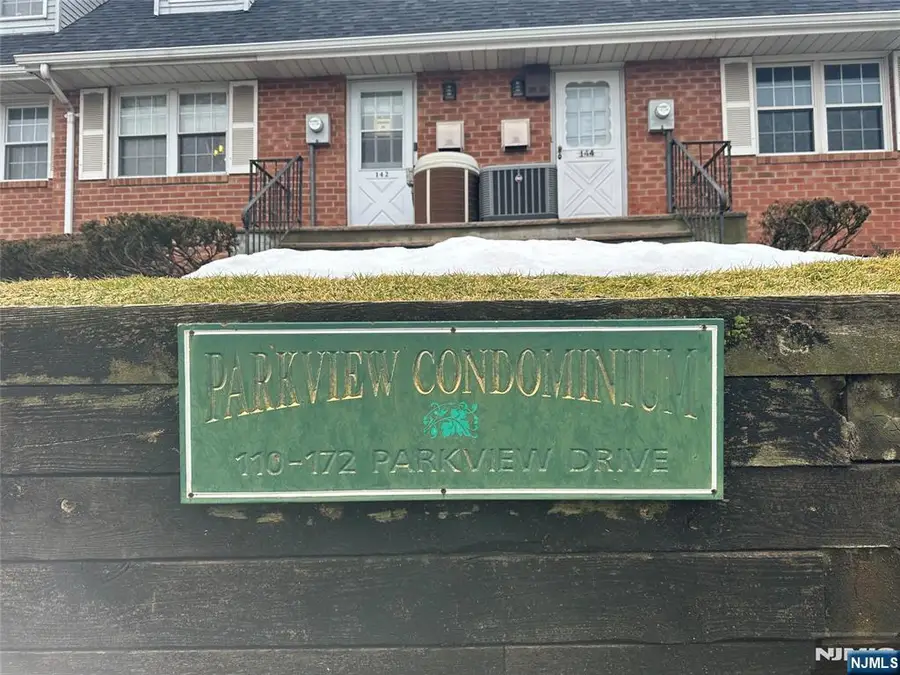 142
144
PARKVIEW CONDOMINIUM
110-172 PARKVIEW DRIVE
NJMLS